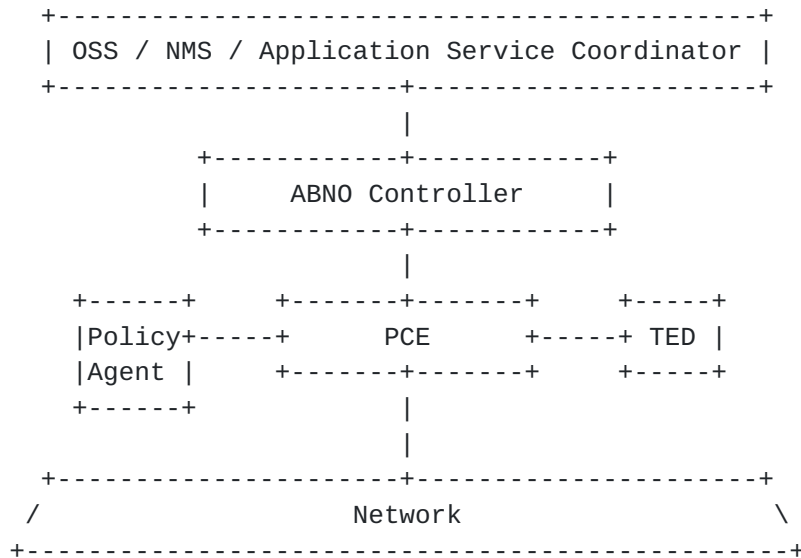 OSS / NMS / Application Service Coordinator
ABNO Controller
Policy PCE TED
Agent
Network